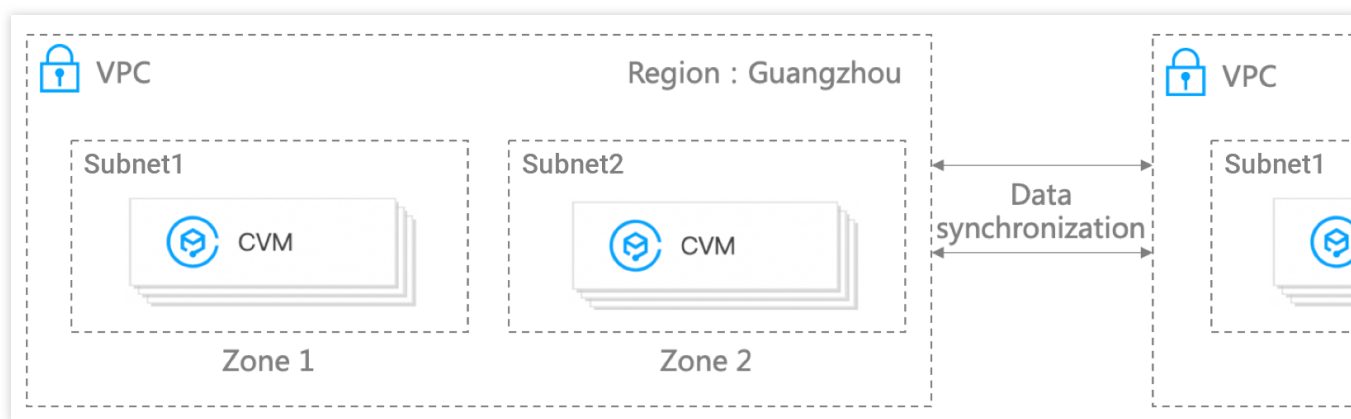 VPC
Region : Guangzhou
Subnet1
CVM
Zone 1
Subnet2
CVM
Zone 2
Data
synchronization
VPC
Subnet1